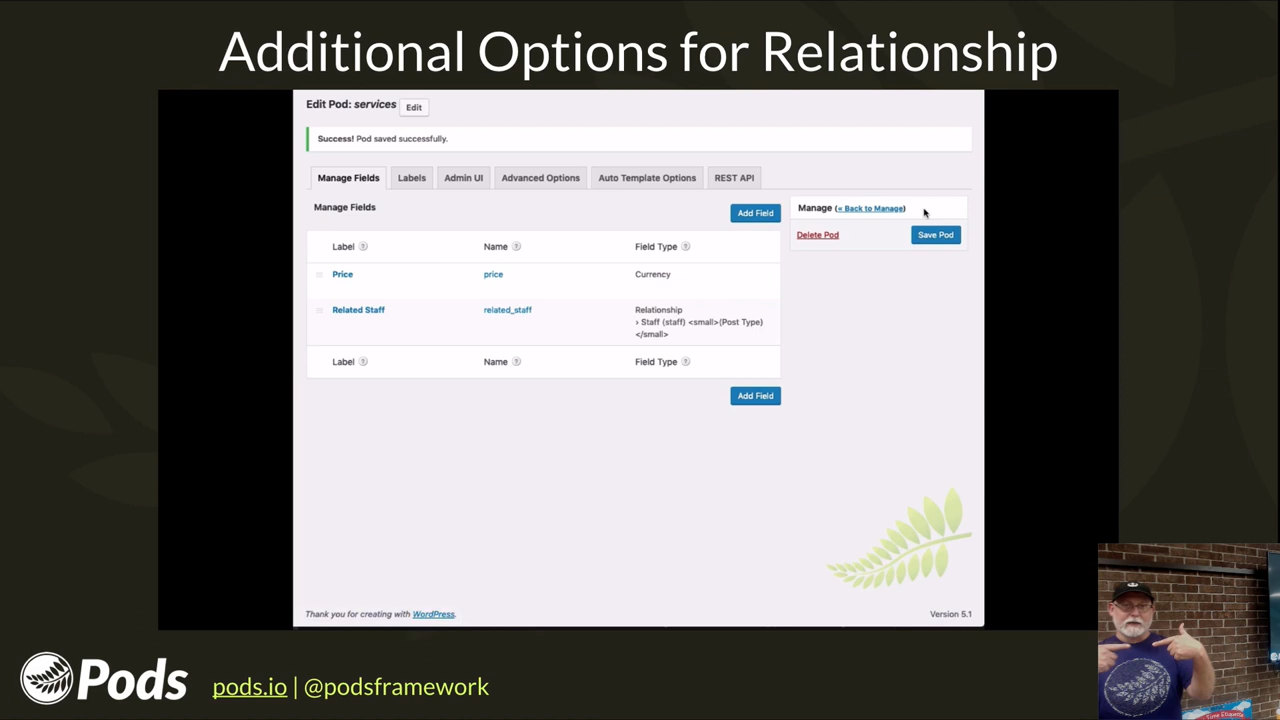 Additional Options for Relationship
Edit Pod: services Edit
Success! Pod saved successfully.
Manage Fields Labels Admin UI Advanced Options Auto Template Options REST API
Manage Fields
Add Field
Manage (« Back to Manage)
Delete Pod Save Pod
Label Name Field Type
Price price Currency
Related Staff related_staff Relationship
› Staff (staff) <small>(Post Type)
</small>
Label Name Field Type
Add Field
Thank you for creating with WordPress. Version 5.1
Pods pods.io | @podsframework